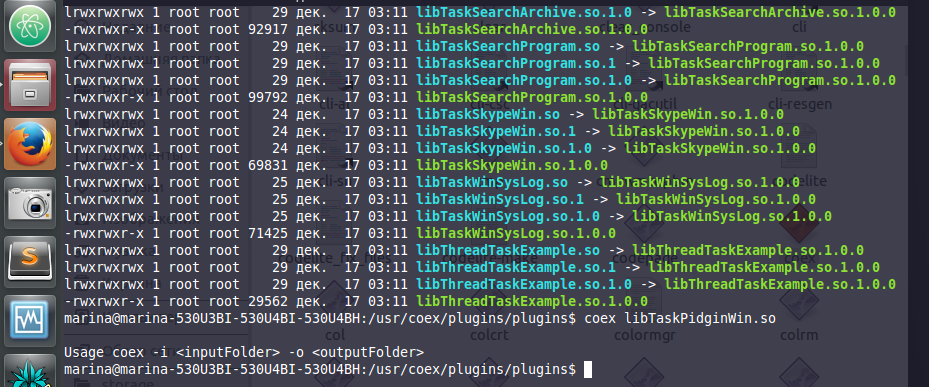 lrwxrwxrwx 1 root root    29 дек.  17 03:11 libTaskSearchArchive.so.1.0 -> libTaskSearchArchive.so.1.0.0
-rwxrwxr-x 1 root root 92917 дек.  17 03:11 libTaskSearchArchive.so.1.0.0
lrwxrwxrwx 1 root root    29 дек.  17 03:11 libTaskSearchProgram.so -> libTaskSearchProgram.so.1.0.0
lrwxrwxrwx 1 root root    29 дек.  17 03:11 libTaskSearchProgram.so.1 -> libTaskSearchProgram.so.1.0.0
lrwxrwxrwx 1 root root    29 дек.  17 03:11 libTaskSearchProgram.so.1.0 -> libTaskSearchProgram.so.1.0.0
-rwxrwxr-x 1 root root 99792 дек.  17 03:11 libTaskSearchProgram.so.1.0.0
lrwxrwxrwx 1 root root    24 дек.  17 03:11 libTaskSkypeWin.so -> libTaskSkypeWin.so.1.0.0
lrwxrwxrwx 1 root root    24 дек.  17 03:11 libTaskSkypeWin.so.1 -> libTaskSkypeWin.so.1.0.0
lrwxrwxrwx 1 root root    24 дек.  17 03:11 libTaskSkypeWin.so.1.0 -> libTaskSkypeWin.so.1.0.0
-rwxrwxr-x 1 root root 69831 дек.  17 03:11 libTaskSkypeWin.so.1.0.0
lrwxrwxrwx 1 root root    25 дек.  17 03:11 libTaskWinSysLog.so -> libTaskWinSysLog.so.1.0.0
lrwxrwxrwx 1 root root    25 дек.  17 03:11 libTaskWinSysLog.so.1 -> libTaskWinSysLog.so.1.0.0
lrwxrwxrwx 1 root root    25 дек.  17 03:11 libTaskWinSysLog.so.1.0 -> libTaskWinSysLog.so.1.0.0
-rwxrwxr-x 1 root root 71425 дек.  17 03:11 libTaskWinSysLog.so.1.0.0
lrwxrwxrwx 1 root root    29 дек.  17 03:11 libThreadTaskExample.so -> libThreadTaskExample.so.1.0.0
lrwxrwxrwx 1 root root    29 дек.  17 03:11 libThreadTaskExample.so.1 -> libThreadTaskExample.so.1.0.0
lrwxrwxrwx 1 root root    29 дек.  17 03:11 libThreadTaskExample.so.1.0 -> libThreadTaskExample.so.1.0.0
-rwxrwxr-x 1 root root 29562 дек.  17 03:11 libThreadTaskExample.so.1.0.0
marina@marina-530U3BI-530U4BI-530U4BH:/usr/coex/plugins/plugins$ coex libTaskPidginWin.so
col colcrt colormgr colrm
Usage coex -i <inputFolder> -o <outputFolder>
marina@marina-530U3BI-530U4BI-530U4BH:/usr/coex/plugins/plugins$